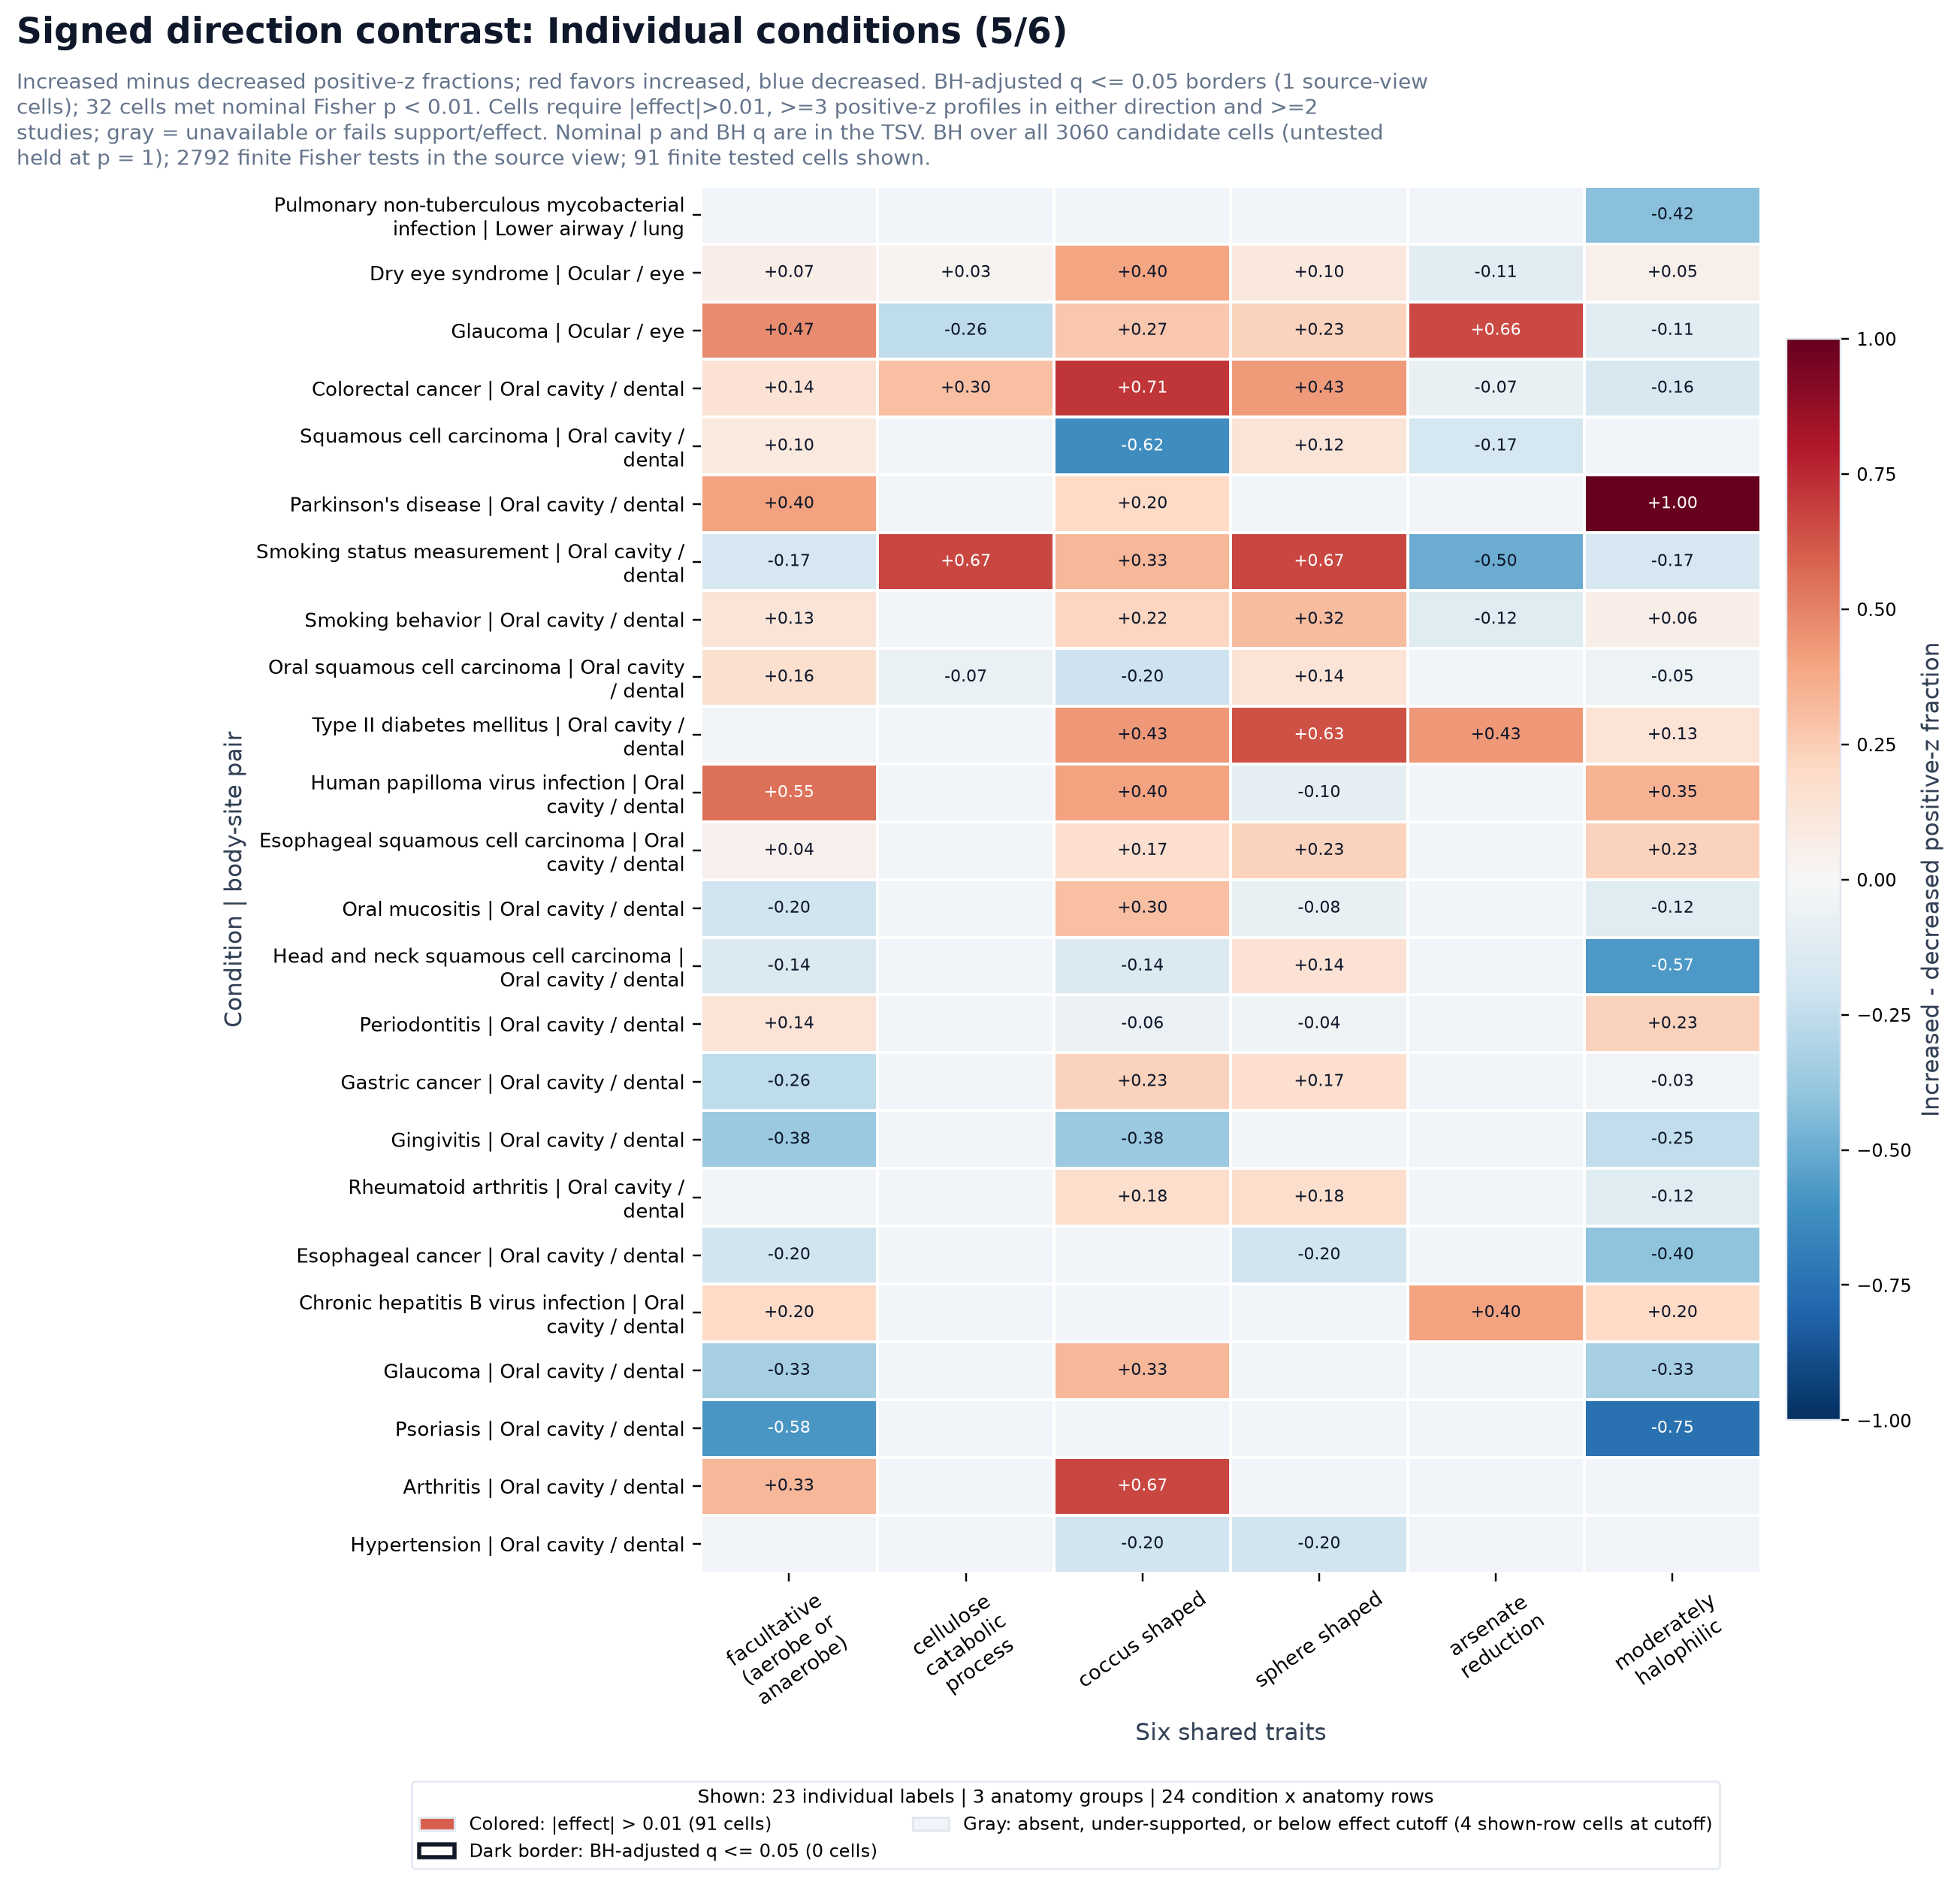 Signed direction contrast: Individual conditions (5/6)
Increased minus decreased positive-z fractions; red favors increased, blue decreased. BH-adjusted q <= 0.05 borders (1 source-view
cells); 32 cells met nominal Fisher p < 0.01. Cells require |effect|>0.01, >=3 positive-z profiles in either direction and >=2
studies; gray = unavailable or fails support/effect. Nominal p and BH q are in the TSV. BH over all 3060 candidate cells (untested
held at p = 1); 2792 finite Fisher tests in the source view; 91 finite tested cells shown.
Condition | body-site pair
Pulmonary non-tuberculous mycobacterial
infection | Lower airway / lung
-0.42
Dry eye syndrome | Ocular / eye
+0.07 +0.03 +0.40 +0.10 -0.11 +0.05
Glaucoma | Ocular / eye
+0.47 -0.26 +0.27 +0.23 +0.66 -0.11
Colorectal cancer | Oral cavity / dental
+0.14 +0.30 +0.71 +0.43 -0.07 -0.16
Squamous cell carcinoma | Oral cavity /
dental
+0.10 -0.62 +0.12 -0.17
Parkinson's disease | Oral cavity / dental
+0.40 +0.20 +1.00
Smoking status measurement | Oral cavity /
dental
-0.17 +0.67 +0.33 +0.67 -0.50 -0.17
Smoking behavior | Oral cavity / dental
+0.13 +0.22 +0.32 -0.12 +0.06
Oral squamous cell carcinoma | Oral cavity
/ dental
+0.16 -0.07 -0.20 +0.14 -0.05
Type II diabetes mellitus | Oral cavity /
dental
+0.43 +0.63 +0.43 +0.13
Human papilloma virus infection | Oral
cavity / dental
+0.55 +0.40 -0.10 +0.35
Esophageal squamous cell carcinoma | Oral
cavity / dental
+0.04 +0.17 +0.23 +0.23
Oral mucositis | Oral cavity / dental
-0.20 +0.30 -0.08 -0.12
Head and neck squamous cell carcinoma |
Oral cavity / dental
-0.14 -0.14 +0.14 -0.57
Periodontitis | Oral cavity / dental
+0.14 -0.06 -0.04 +0.23
Gastric cancer | Oral cavity / dental
-0.26 +0.23 +0.17 -0.03
Gingivitis | Oral cavity / dental
-0.38 -0.38 -0.25
Rheumatoid arthritis | Oral cavity /
dental
+0.18 +0.18 -0.12
Esophageal cancer | Oral cavity / dental
-0.20 -0.20 -0.40
Chronic hepatitis B virus infection | Oral
cavity / dental
+0.20 +0.40 +0.20
Glaucoma | Oral cavity / dental
-0.33 +0.33 -0.33
Psoriasis | Oral cavity / dental
-0.58 -0.75
Arthritis | Oral cavity / dental
+0.33 +0.67
Hypertension | Oral cavity / dental
-0.20 -0.20
facultative
(aerobe or
anaerobe)
cellulose
catabolic
process
coccus shaped
sphere shaped
arsenate
reduction
moderately
halophilic
Six shared traits
1.00
0.75
0.50
0.25
0.00
−0.25
−0.50
−0.75
−1.00
Increased - decreased positive-z fraction
Shown: 23 individual labels | 3 anatomy groups | 24 condition x anatomy rows
Colored: |effect| > 0.01 (91 cells)
Dark border: BH-adjusted q <= 0.05 (0 cells)
Gray: absent, under-supported, or below effect cutoff (4 shown-row cells at cutoff)